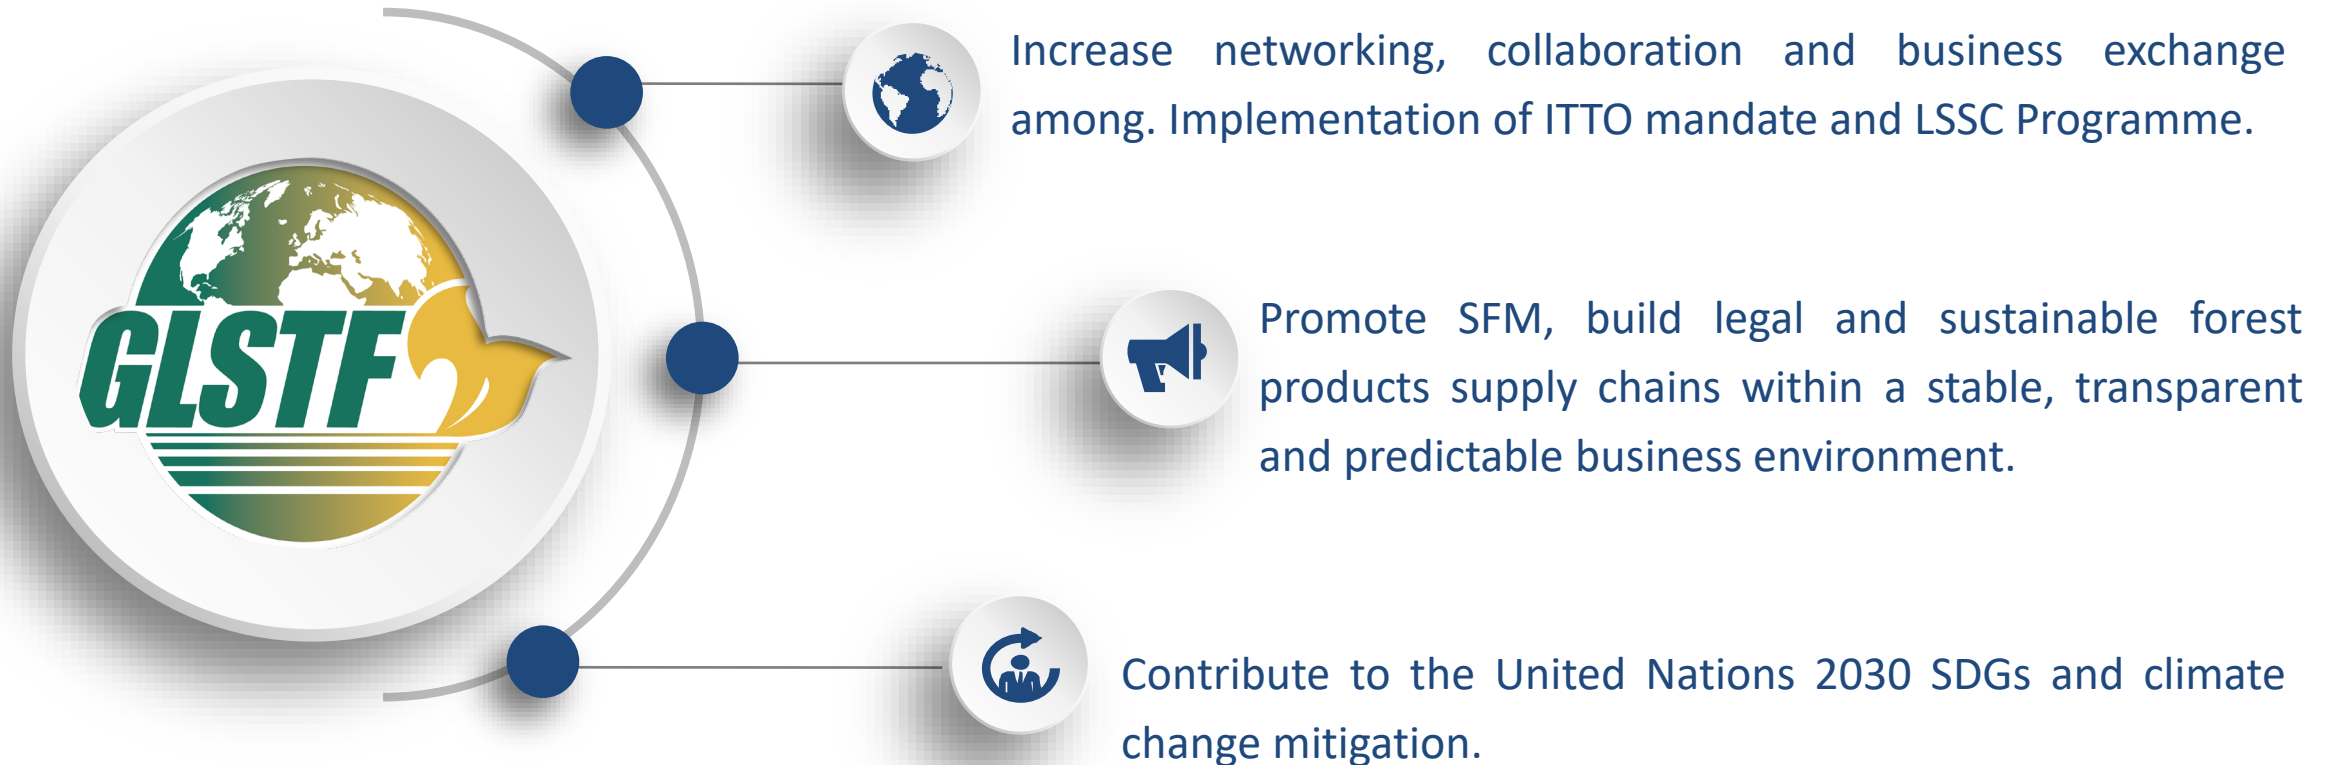 GLSTF
Increase networking, collaboration and business exchange
among. Implementation of ITTO mandate and LSSC Programme.
Promote SFM, build legal and sustainable forest
products supply chains within a stable, transparent
and predictable business environment.
Contribute to the United Nations 2030 SDGs and climate
change mitigation.